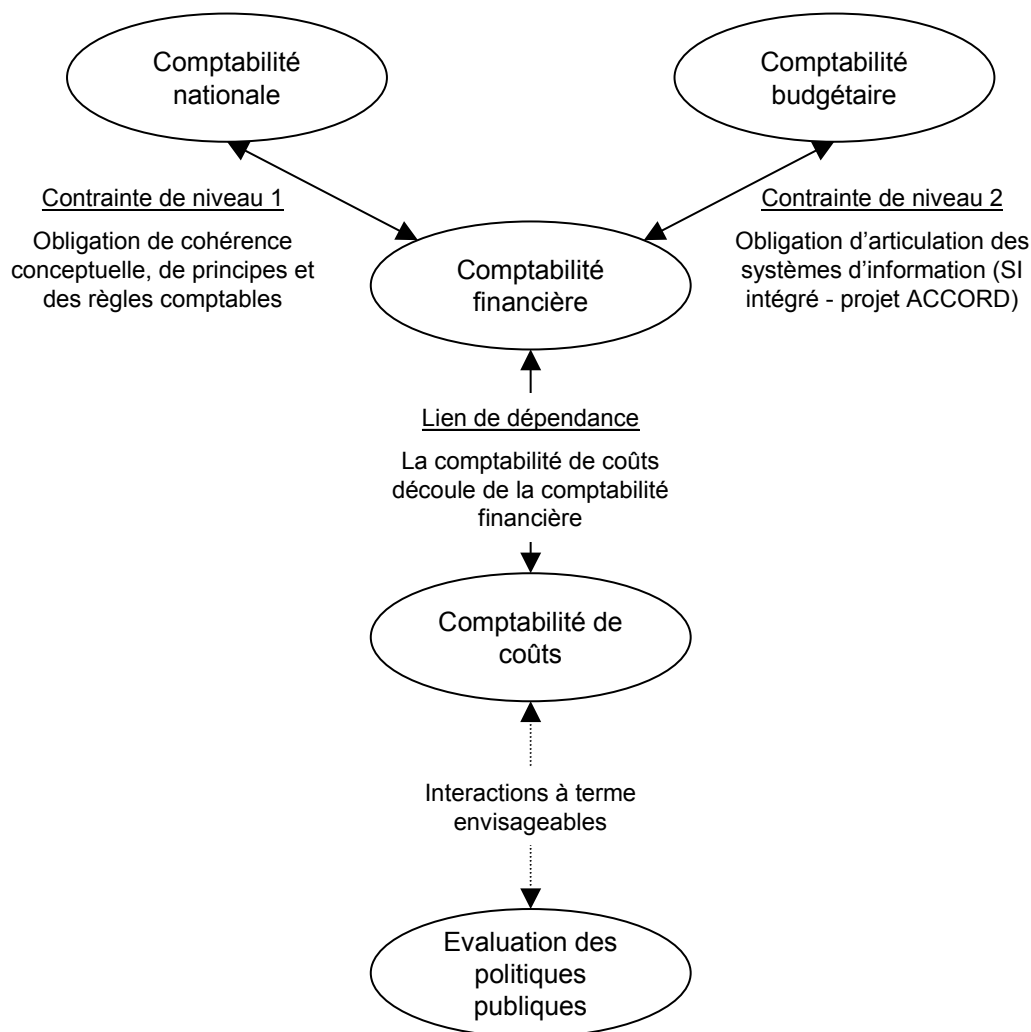 Comptabilité
nationale
Comptabilité
budgétaire
Contrainte de niveau 1
Obligation de cohérence
conceptuelle, de principes et
des règles comptables
Contrainte de niveau 2
Obligation d’articulation des
systèmes d’information (SI
intégré - projet ACCORD)
Comptabilité
financière
Lien de dépendance
La comptabilité de coûts
découle de la comptabilité
financière
Comptabilité de
coûts
Interactions à terme
envisageables
Evaluation des
politiques
publiques